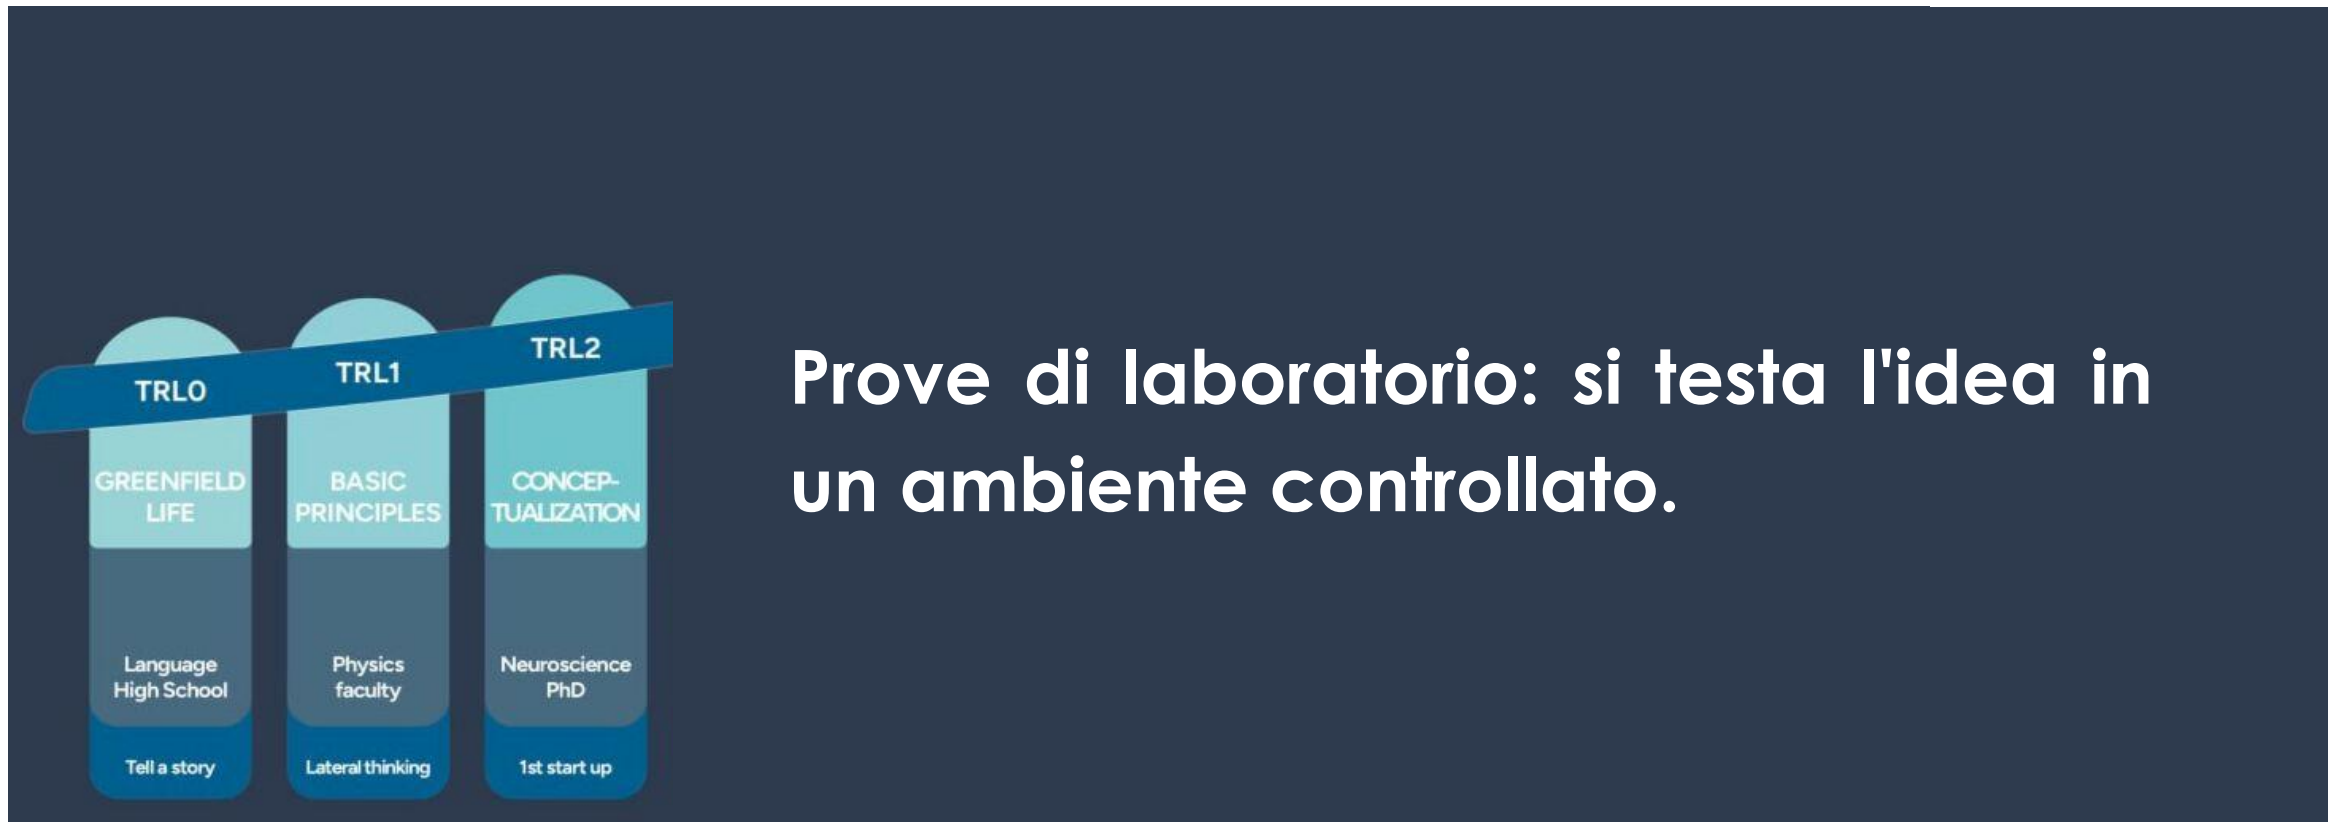 TRL0
TRL1
TRL2
GREENFIELD
LIFE
BASIC
PRINCIPLES
CONCEP-
TUALIZATION
Language
High School
Physics
faculty
Neuroscience
PhD
Tell a story
Lateral thinking
1st start up
Prove di laboratorio: si testa l'idea in
un ambiente controllato.